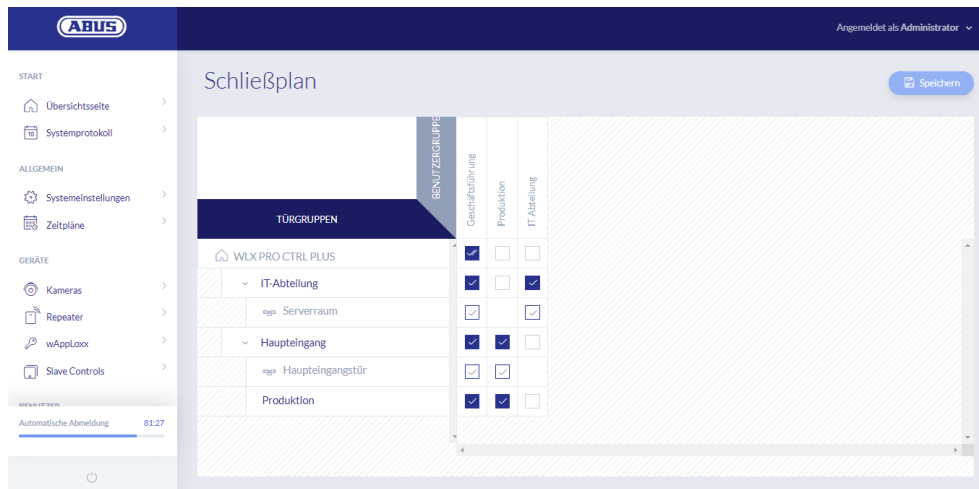 ABUS
Angemeldet als Administrator
START
Übersichtsseite
10 Systemprotokoll
ALLGEMEIN
Systemeinstellungen
Zeitpläne
GERÄTE
Kameras
Repeater
wAppLoxx
Slave Controls
BENUTZER
Automatische Abmeldung 81:27
Schließplan
Speichern
BENUTZERGRUPPE
Geschäftsführung
Produktion
IT Abteilung
TÜRGRUPPEN
WLX PRO CTRL PLUS
IT-Abteilung
Serverraum
Haupteingang
Haupteingangstür
Produktion